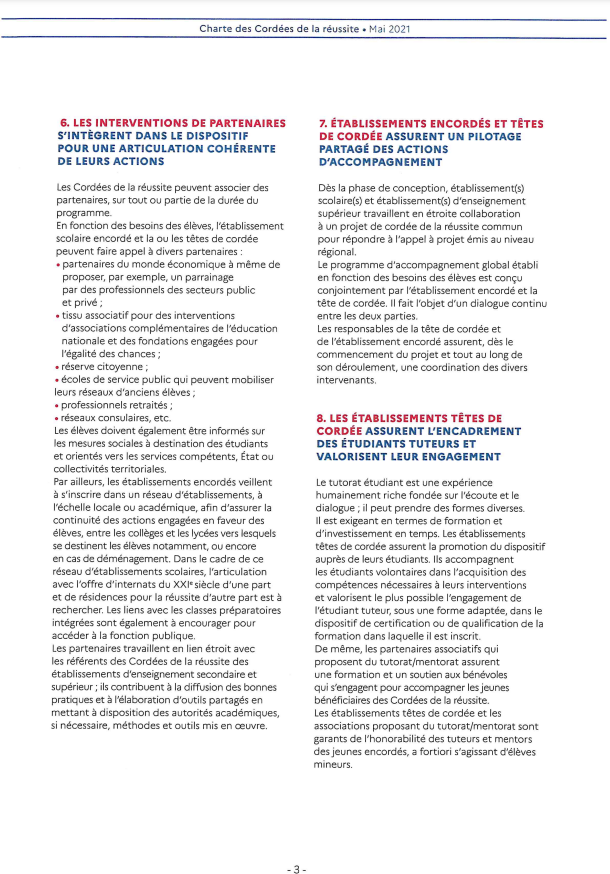 Charte des Cordées de la réussite • Mai 2021
6. LES INTERVENTIONS DE PARTENAIRES
S'INTÈGRENT DANS LE DISPOSITIF
POUR UNE ARTICULATION COHÉRENTE
DE LEURS ACTIONS
Les Cordées de la réussite peuvent associer des
partenaires, sur tout ou partie de la durée du
programme.
En fonction des besoins des élèves, l'établissement
scolaire encordé et la ou les têtes de cordée
peuvent faire appel à divers partenaires :
• partenaires du monde économique à même de
proposer, par exemple, un parrainage
par des professionnels des secteurs public
et privé ;
• tissu associatif pour des interventions
d'associations complémentaires de l'éducation
nationale et des fondations engagées pour
l'égalité des chances ;
• réserve citoyenne ;
• écoles de service public qui peuvent mobiliser
leurs réseaux d'anciens élèves ;
• professionnels retraités ;
• réseaux consulaires, etc.
Les élèves doivent également être informés sur
les mesures sociales à destination des étudiants
et orientés vers les services compétents, État ou
collectivités territoriales.
Par ailleurs, les établissements encordés veillent
à s'inscrire dans un réseau d'établissements, à
l'échelle locale ou académique, afin d'assurer la
continuité des actions engagées en faveur des
élèves, entre les collèges et les lycées vers lesquels
se destinent les élèves notamment, ou encore
en cas de déménagement. Dans le cadre de ce
réseau d'établissements scolaires, l'articulation
avec l'offre d'internats du XXIe siècle d'une part
et de résidences pour la réussite d'autre part est à
rechercher. Les liens avec les classes préparatoires
intégrées sont également à encourager pour
accéder à la fonction publique.
Les partenaires travaillent en lien étroit avec
les référents des Cordées de la réussite des
établissements d'enseignement secondaire et
supérieur ; ils contribuent à la diffusion des bonnes
pratiques et à l'élaboration d'outils partagés en
mettant à disposition des autorités académiques,
si nécessaire, méthodes et outils mis en œuvre.
7. ÉTABLISSEMENTS ENCORDÉS ET TÊTES
DE CORDÉE ASSURENT UN PILOTAGE
PARTAGÉ DES ACTIONS
D'ACCOMPAGNEMENT
Dès la phase de conception, établissement(s)
scolaire(s) et établissement(s) d'enseignement
supérieur travaillent en étroite collaboration
à un projet de cordée de la réussite commun
pour répondre à l'appel à projet émis au niveau
régional.
Le programme d'accompagnement global établi
en fonction des besoins des élèves est conçu
conjointement par l'établissement encordé et la
tête de cordée. Il fait l'objet d'un dialogue continu
entre les deux parties.
Les responsables de la tête de cordée et
de l'établissement encordé assurent, dès le
commencement du projet et tout au long de
son déroulement, une coordination des divers
intervenants.
8. LES ÉTABLISSEMENTS TÊTES DE
CORDÉE ASSURENT L'ENCADREMENT
DES ÉTUDIANTS TUTEURS ET
VALORISENT LEUR ENGAGEMENT
Le tutorat étudiant est une expérience
humainement riche fondée sur l'écoute et le
dialogue ; il peut prendre des formes diverses.
Il est exigeant en termes de formation et
d'investissement en temps. Les établissements
têtes de cordée assurent la promotion du dispositif
auprès de leurs étudiants. Ils accompagnent
les étudiants volontaires dans l'acquisition des
compétences nécessaires à leurs interventions
et valorisent le plus possible l'engagement de
l'étudiant tuteur, sous une forme adaptée, dans le
dispositif de certification ou de qualification de la
formation dans laquelle il est inscrit.
De même, les partenaires associatifs qui
proposent du tutorat/mentorat assurent
une formation et un soutien aux bénévoles
qui s'engagent pour accompagner les jeunes
bénéficiaires des Cordées de la réussite.
Les établissements têtes de cordée et les
associations proposant du tutorat/mentorat sont
garants de l'honorabilité des tuteurs et mentors
des jeunes encordés, a fortiori s'agissant d'élèves
mineurs.
- 3 -